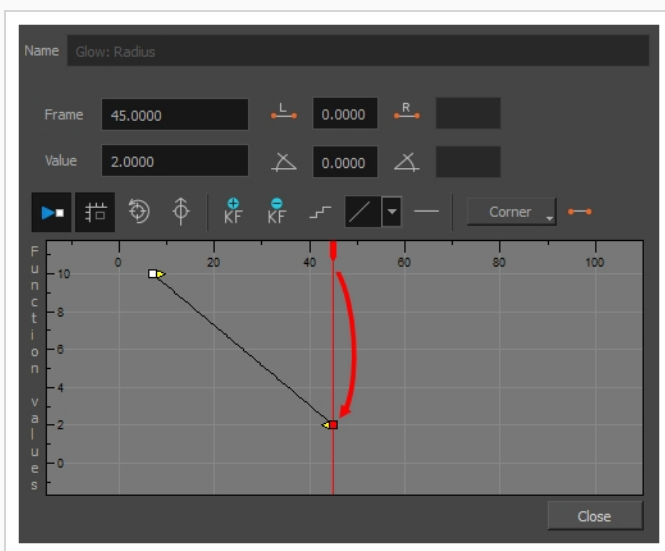 Name Glow: Radius
Frame 45.0000 L 0.0000 R
Value 2.0000 0.0000
KF KF Corner
Function values
0 20 40 60 80 100
10
8
6
4
2
0
Close